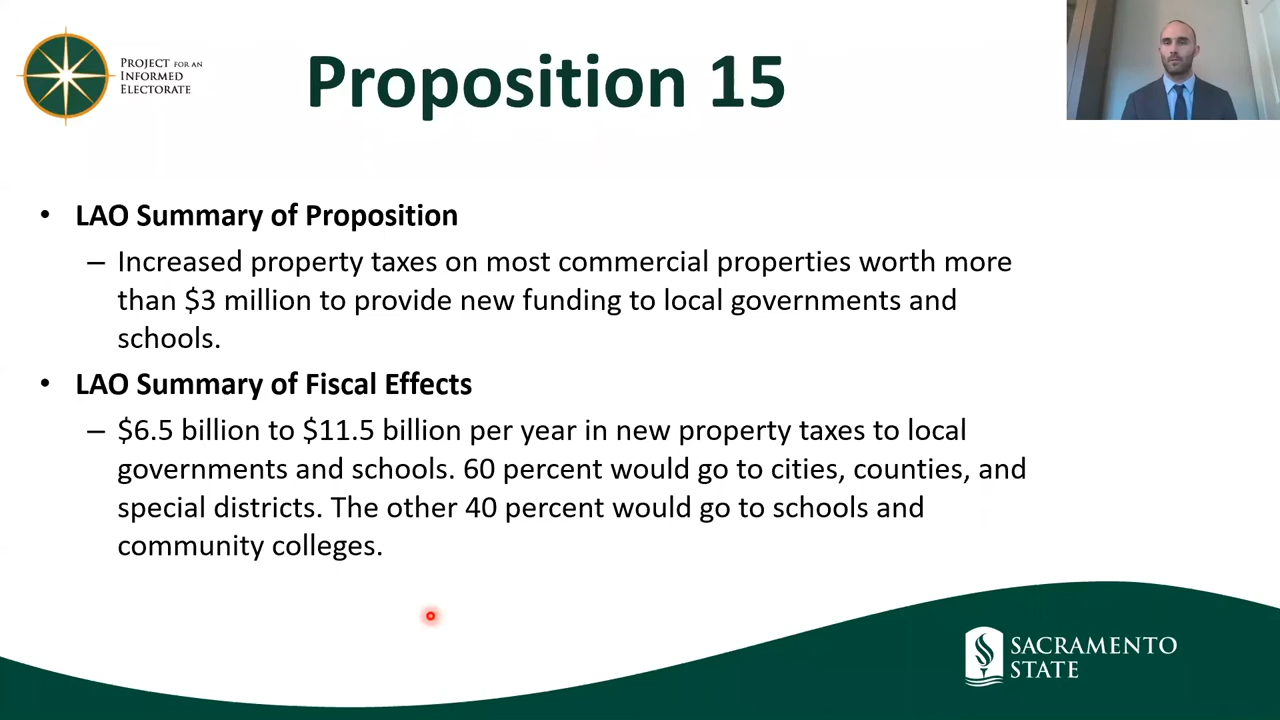 PROJECT FOR AN
INFORMED
ELECTORATE
Proposition 15
• LAO Summary of Proposition
– Increased property taxes on most commercial properties worth more
than $3 million to provide new funding to local governments and
schools.
• LAO Summary of Fiscal Effects
– $6.5 billion to $11.5 billion per year in new property taxes to local
governments and schools. 60 percent would go to cities, counties, and
special districts. The other 40 percent would go to schools and
community colleges.
SACRAMENTO
STATE